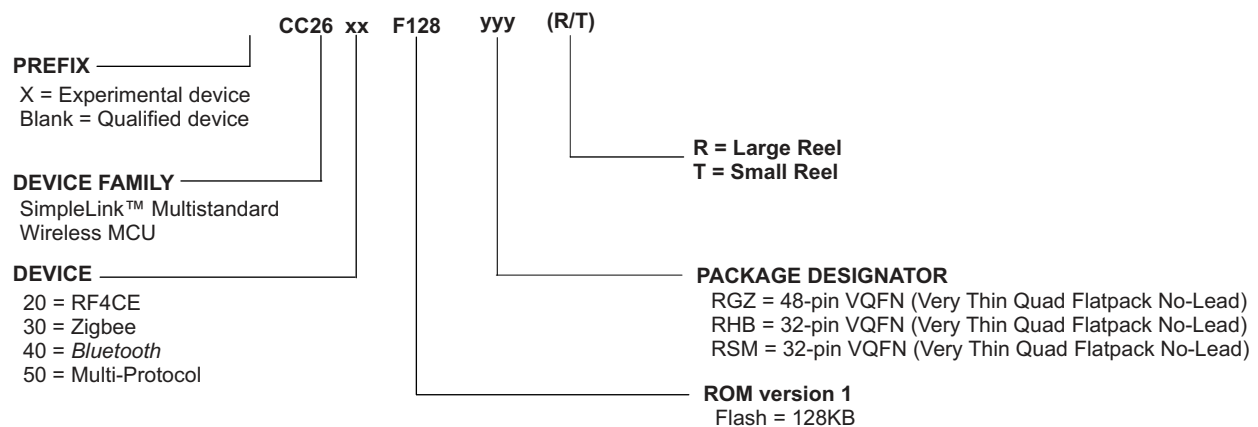 CC26 xx F128 yyy (R/T)
PREFIX
X = Experimental device
Blank = Qualified device
R = Large Reel
T = Small Reel
DEVICE FAMILY
SimpleLink™ Multistandard
Wireless MCU
DEVICE
20 = RF4CE
30 = Zigbee
40 = Bluetooth
50 = Multi-Protocol
PACKAGE DESIGNATOR
RGZ = 48-pin VQFN (Very Thin Quad Flatpack No-Lead)
RHB = 32-pin VQFN (Very Thin Quad Flatpack No-Lead)
RSM = 32-pin VQFN (Very Thin Quad Flatpack No-Lead)
ROM version 1
Flash = 128KB